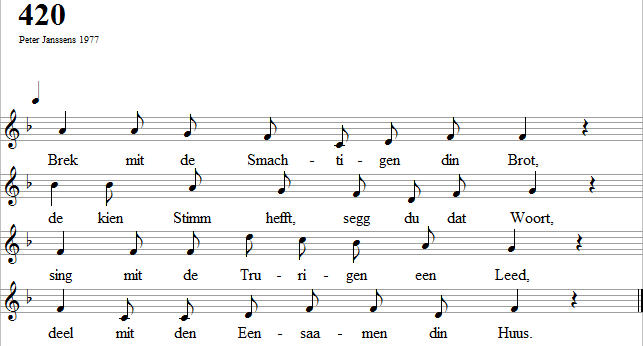 420
Peter Janssens 1977
Brek mit de Smach - ti - gen din Brot,
de kien Stimm hefft, segg du dat Woort,
sing mit de Tru - ri - gen een Leed,
deel mit den Een - saa - men din Huus.